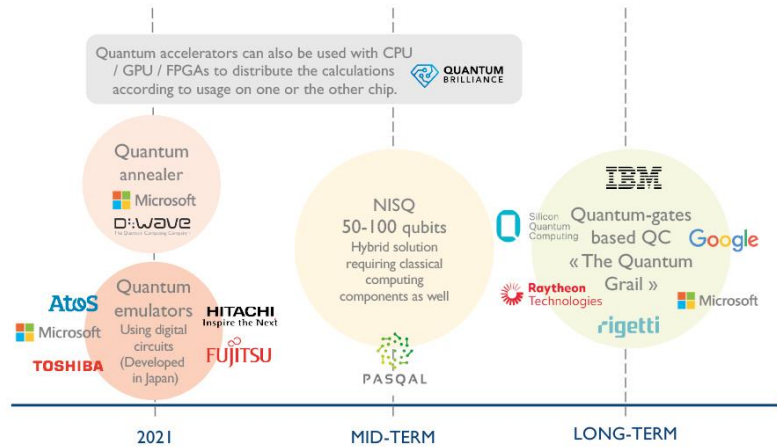 Quantum accelerators can also be used with CPU
/ GPU / FPGAs to distribute the calculations
according to usage on one or the other chip.
QUANTUM
BRILLIANCE
Quantum
annealer
Microsoft
D:wave
The Quantum Computing Company
Quantum
emulators
Using digital
circuits
(Developed
in Japan)
Atos
Microsoft
TOSHIBA
HITACHI
Inspire the Next
FUJITSU
NISQ
50-100 qubits
Hybrid solution
requiring classical
computing
components as well
PASQAL
IBM
Silicon
Quantum
Computing
Quantum-gates
based QC
« The Quantum
Grail »
Google
Raytheon
Technologies
Microsoft
rigetti
2021
MID-TERM
LONG-TERM